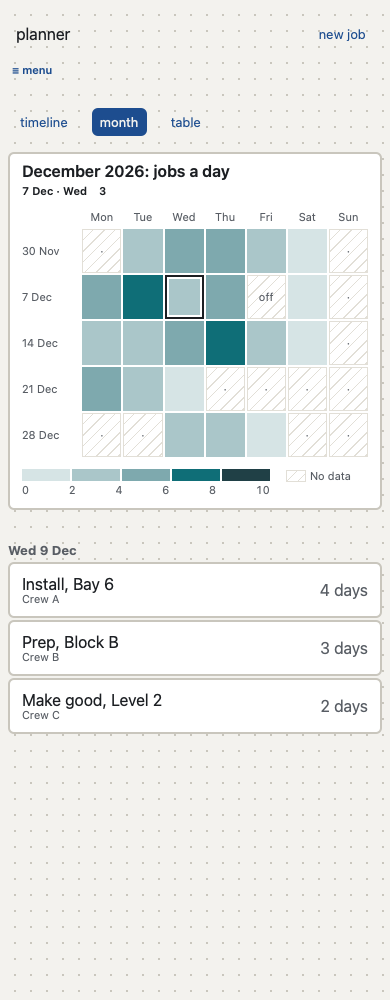 planner
new job
≡ menu
timeline
month
table
December 2026: jobs a day
7 Dec · Wed 3
Mon Tue Wed Thu Fri Sat Sun
30 Nov · ·
7 Dec off ·
14 Dec ·
21 Dec · · · ·
28 Dec · · · ·
0 2 4 6 8 10
No data
Wed 9 Dec
Install, Bay 6
4 days
Crew A
Prep, Block B
3 days
Crew B
Make good, Level 2
2 days
Crew C